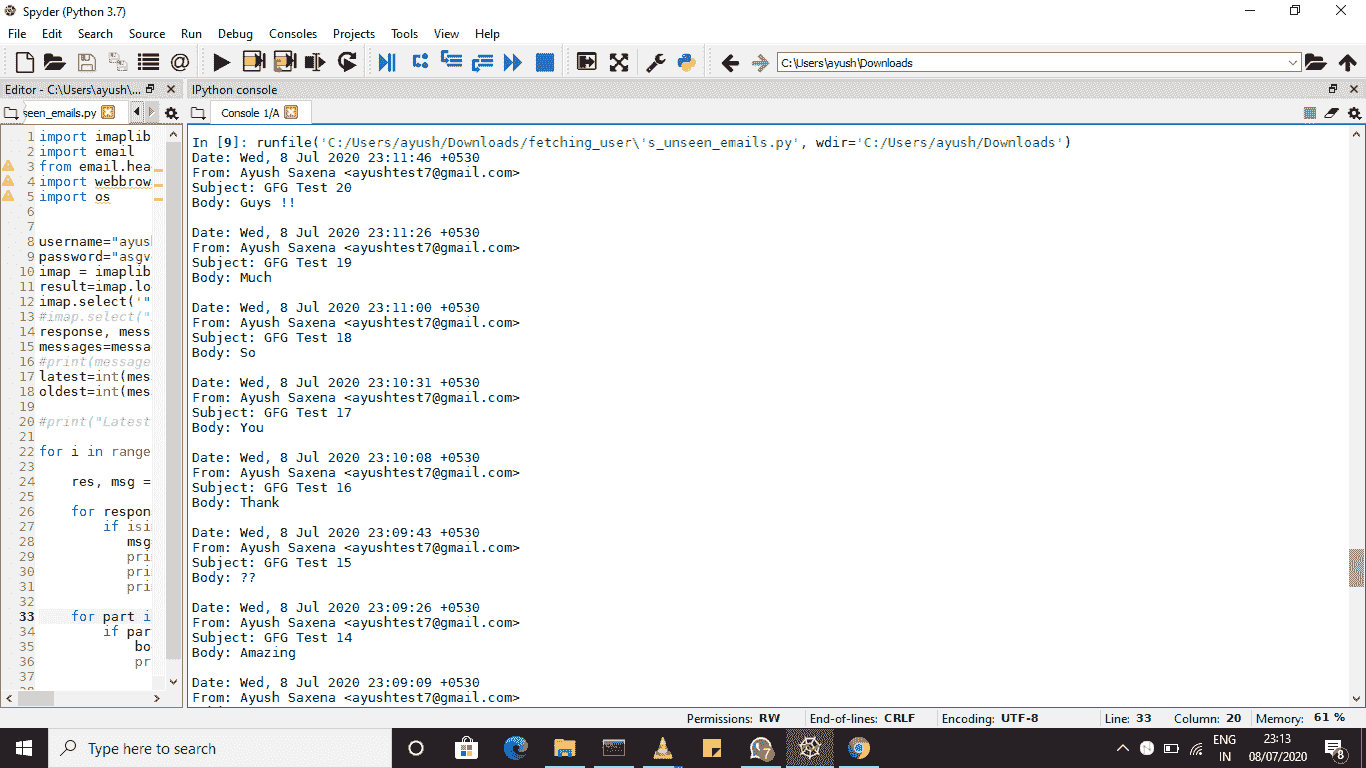 Spyder (Python 3.7)
File Edit Search Source Run Debug Consoles Projects Tools View Help
C:\Users\ayush\Downloads
Editor - C:\Users\ayush\...
IPython console
seen_emails.py
Console 1/A
1 import imaplib
2 import email
3 from email.hea
4 import webbrow
5 import os
6
7
8 username="ayus
9 password="asgv
10 imap = imaplib
11 result=imap.lo
12 imap.select('"
13 #imap.select("
14 response, mess
15 messages=messa
16 #print(message
17 latest=int(mes
18 oldest=int(mes
19
20 #print("Latest
21
22 for i in range
23
24 res, msg =
25
26 for respon
27 if isi
28 msg
29 pri
30 pri
31 pri
32
33 for part i
34 if par
35 bo
36 pr
37
In [9]: runfile('C:/Users/ayush/Downloads/fetching_user\'s_unseen_emails.py', wdir='C:/Users/ayush/Downloads')
Date: Wed, 8 Jul 2020 23:11:46 +0530
From: Ayush Saxena <ayushtest7@gmail.com>
Subject: GFG Test 20
Body: Guys !!
Date: Wed, 8 Jul 2020 23:11:26 +0530
From: Ayush Saxena <ayushtest7@gmail.com>
Subject: GFG Test 19
Body: Much
Date: Wed, 8 Jul 2020 23:11:00 +0530
From: Ayush Saxena <ayushtest7@gmail.com>
Subject: GFG Test 18
Body: So
Date: Wed, 8 Jul 2020 23:10:31 +0530
From: Ayush Saxena <ayushtest7@gmail.com>
Subject: GFG Test 17
Body: You
Date: Wed, 8 Jul 2020 23:10:08 +0530
From: Ayush Saxena <ayushtest7@gmail.com>
Subject: GFG Test 16
Body: Thank
Date: Wed, 8 Jul 2020 23:09:43 +0530
From: Ayush Saxena <ayushtest7@gmail.com>
Subject: GFG Test 15
Body: ??
Date: Wed, 8 Jul 2020 23:09:26 +0530
From: Ayush Saxena <ayushtest7@gmail.com>
Subject: GFG Test 14
Body: Amazing
Date: Wed, 8 Jul 2020 23:09:09 +0530
From: Ayush Saxena <ayushtest7@gmail.com>
Permissions: RW End-of-lines: CRLF Encoding: UTF-8 Line: 33 Column: 20 Memory: 61 %
Type here to search
7
ENG
IN
23:13
08/07/2020
8